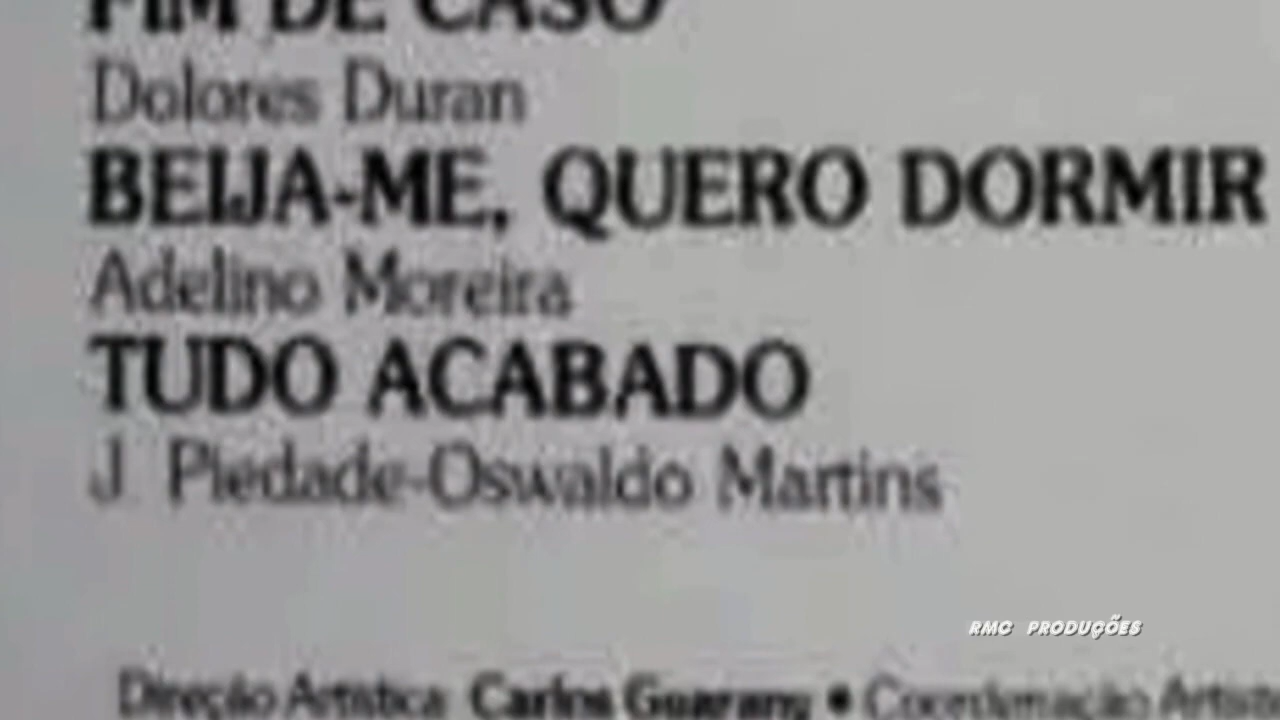 FIM DE CASO
Dolores Duran
BEIJA-ME, QUERO DORMIR
Adelino Moreira
TUDO ACABADO
J. Piedade-Oswaldo Martins
RMC PRODUÇÕES
Direção Artística: Carlos Guarany • Coordenação